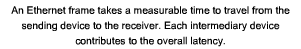 An Ethernet frame takes a measurable time to travel from the
sending device to the receiver. Each intermediary device
contributes to the overall latency.